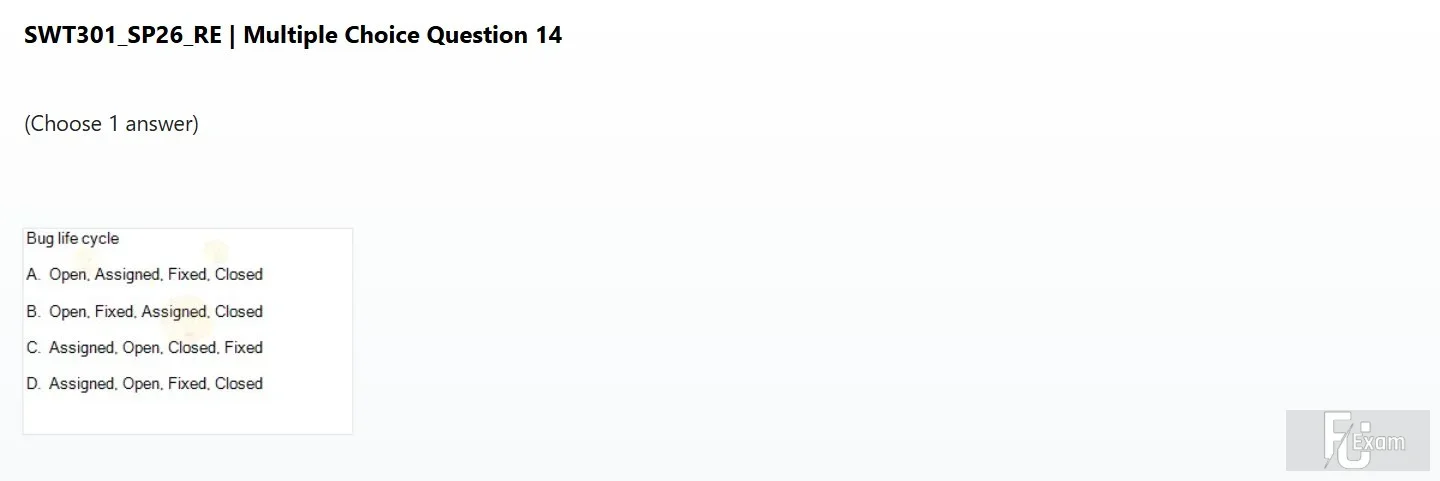 SWT301_SP26_RE | Multiple Choice Question 14
(Choose 1 answer)
Bug life cycle
A. Open, Assigned, Fixed, Closed
B. Open, Fixed, Assigned, Closed
C. Assigned, Open, Closed, Fixed
D. Assigned, Open, Fixed, Closed
FU Exam